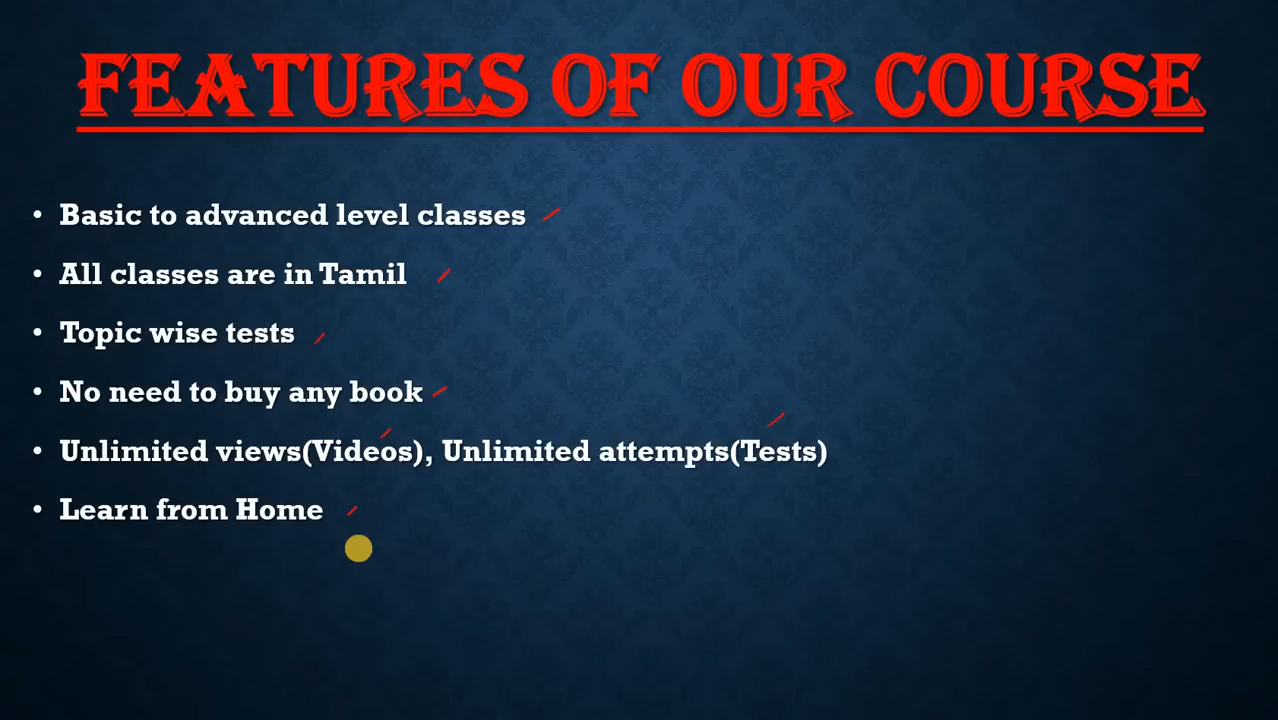 FEATURES OF OUR COURSE
• Basic to advanced level classes
• All classes are in Tamil
• Topic wise tests
• No need to buy any book
• Unlimited views(Videos), Unlimited attempts(Tests)
• Learn from Home